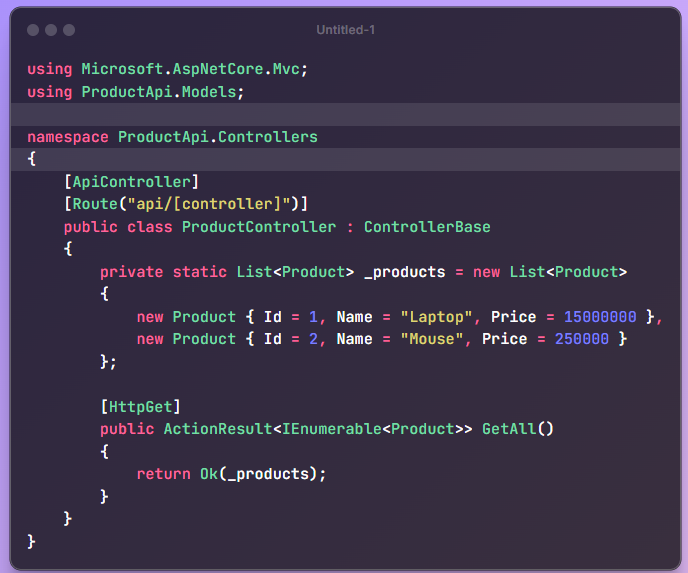 Untitled-1
using Microsoft.AspNetCore.Mvc;
using ProductApi.Models;

namespace ProductApi.Controllers
{
    [ApiController]
    [Route("api/[controller]")]
    public class ProductController : ControllerBase
    {
        private static List<Product> _products = new List<Product>
        {
            new Product { Id = 1, Name = "Laptop", Price = 15000000 },
            new Product { Id = 2, Name = "Mouse", Price = 250000 }
        };

        [HttpGet]
        public ActionResult<IEnumerable<Product>> GetAll()
        {
            return Ok(_products);
        }
    }
}